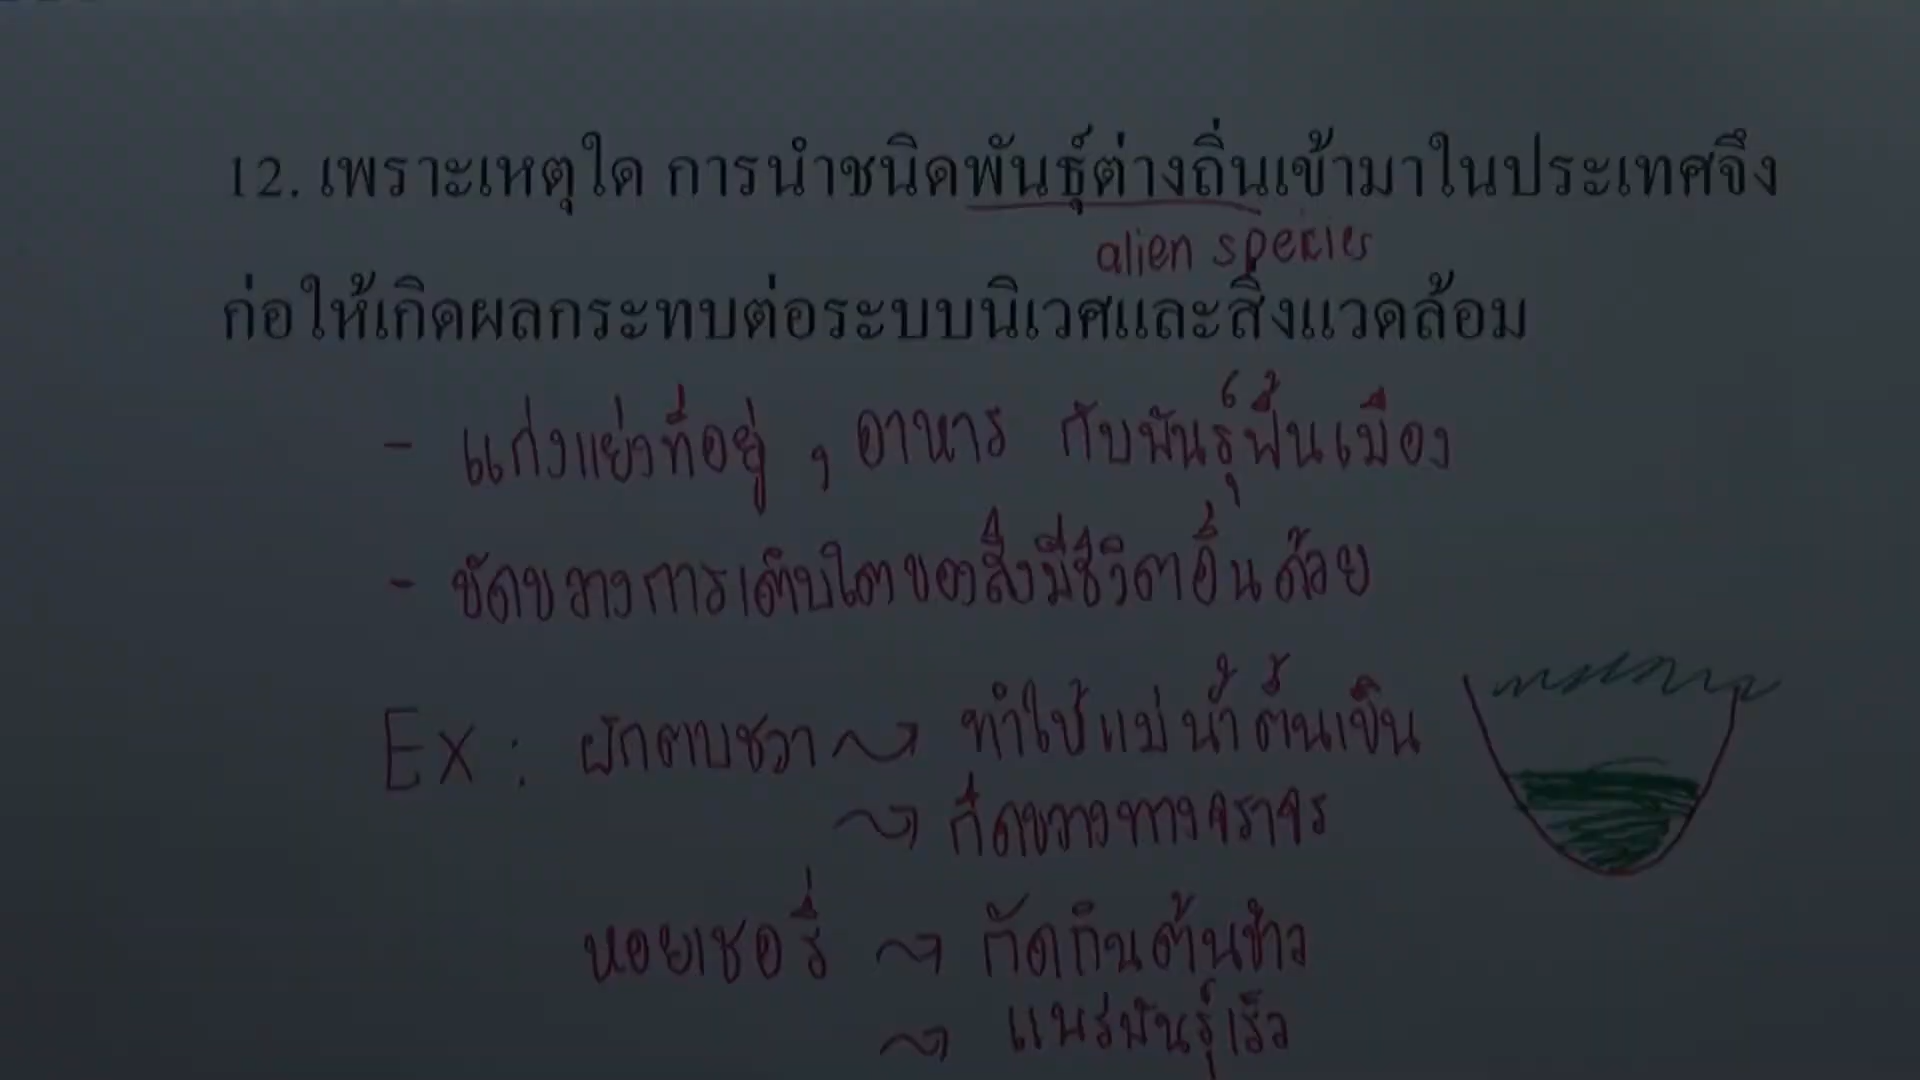 12. เพราะเหตุใด การนำชนิดพันธุ์ต่างถิ่นเข้ามาในประเทศจึง
alien species
ก่อให้เกิดผลกระทบต่อระบบนิเวศและสิ่งแวดล้อม
- แก่งแย่งที่อยู่ , อาหาร กับพันธุ์พื้นเมือง
- ขัดขวางการเติบโตของสิ่งมีชีวิตอื่นด้วย
Ex : ผักตบชวา ทำให้แม่น้ำตื้นเขิน
กีดขวางทางจราจร
หอยเชอรี่ กัดกินต้นข้าว
แพร่พันธุ์เร็ว